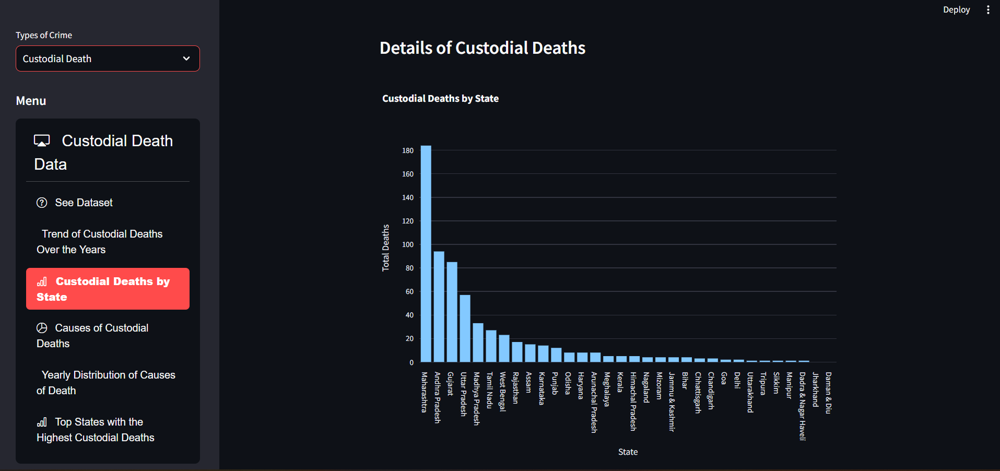 Deploy
Types of Crime
Custodial Death
Menu
Custodial Death
Data
See Dataset
Trend of Custodial Deaths
Over the Years
Custodial Deaths by
State
Causes of Custodial
Deaths
Yearly Distribution of Causes
of Death
Top States with the
Highest Custodial Deaths
Details of Custodial Deaths
Custodial Deaths by State
Total Deaths
180
160
140
120
100
80
60
40
20
0
Maharashtra
Andhra Pradesh
Gujarat
Uttar Pradesh
Madhya Pradesh
Tamil Nadu
West Bengal
Rajasthan
Assam
Karnataka
Punjab
Odisha
Haryana
Arunachal Pradesh
Meghalaya
Kerala
Himachal Pradesh
Nagaland
Mizoram
Jammu & Kashmir
Bihar
Chhattisgarh
Chandigarh
Goa
Delhi
Uttarakhand
Tripura
Sikkim
Manipur
Dadra & Nagar Haveli
Jharkhand
Daman & Diu
State